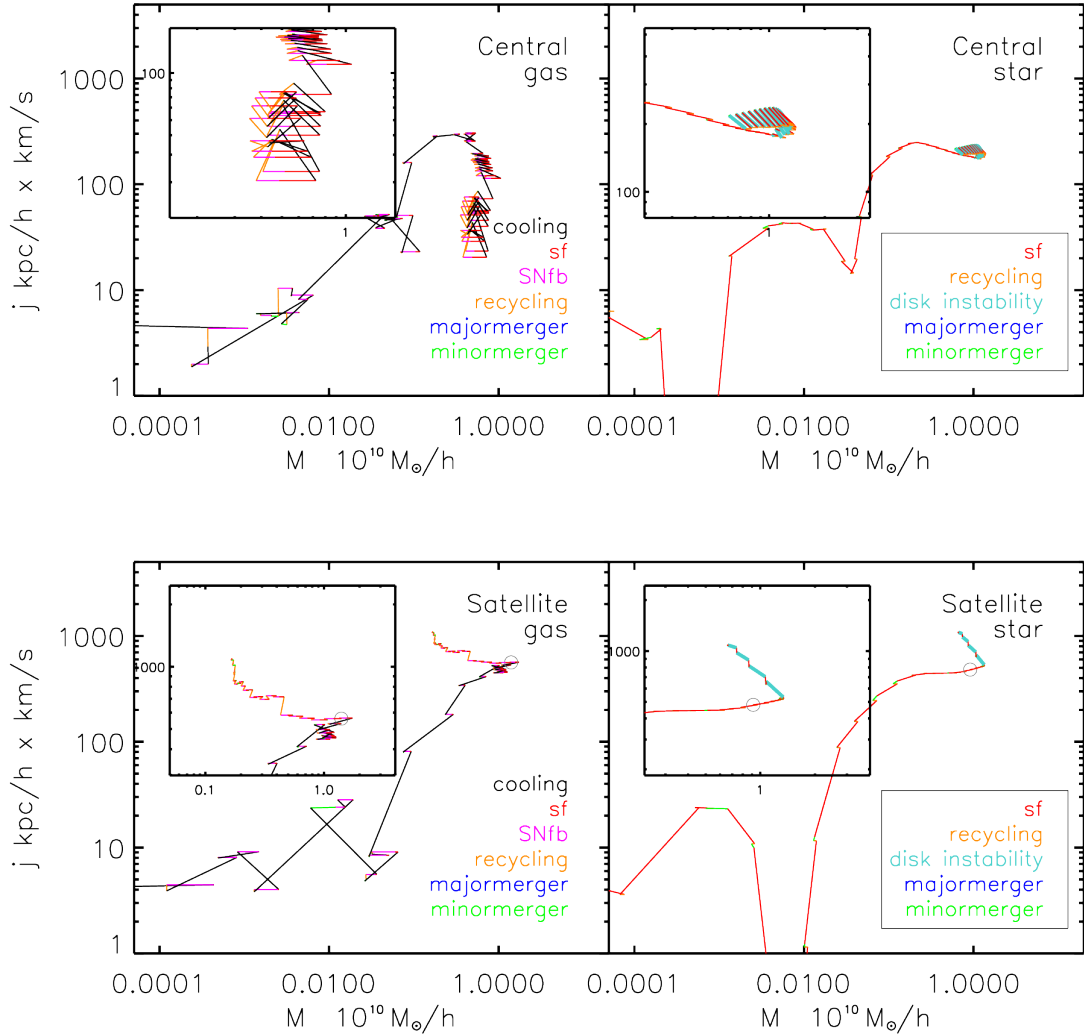 Central
gas
100
1
cooling
sf
SNfb
recycling
majormerger
minormerger
1000
100
10
1
j kpc/h x km/s
0.0001
0.0100
1.0000
M 10¹⁰ M☉/h
Central
star
100
1
sf
recycling
disk instability
majormerger
minormerger
0.0001
0.0100
1.0000
M 10¹⁰ M☉/h
Satellite
gas
1000
0.1
1.0
cooling
sf
SNfb
recycling
majormerger
minormerger
1000
100
10
1
j kpc/h x km/s
0.0001
0.0100
1.0000
M 10¹⁰ M☉/h
Satellite
star
1000
1
sf
recycling
disk instability
majormerger
minormerger
0.0001
0.0100
1.0000
M 10¹⁰ M☉/h